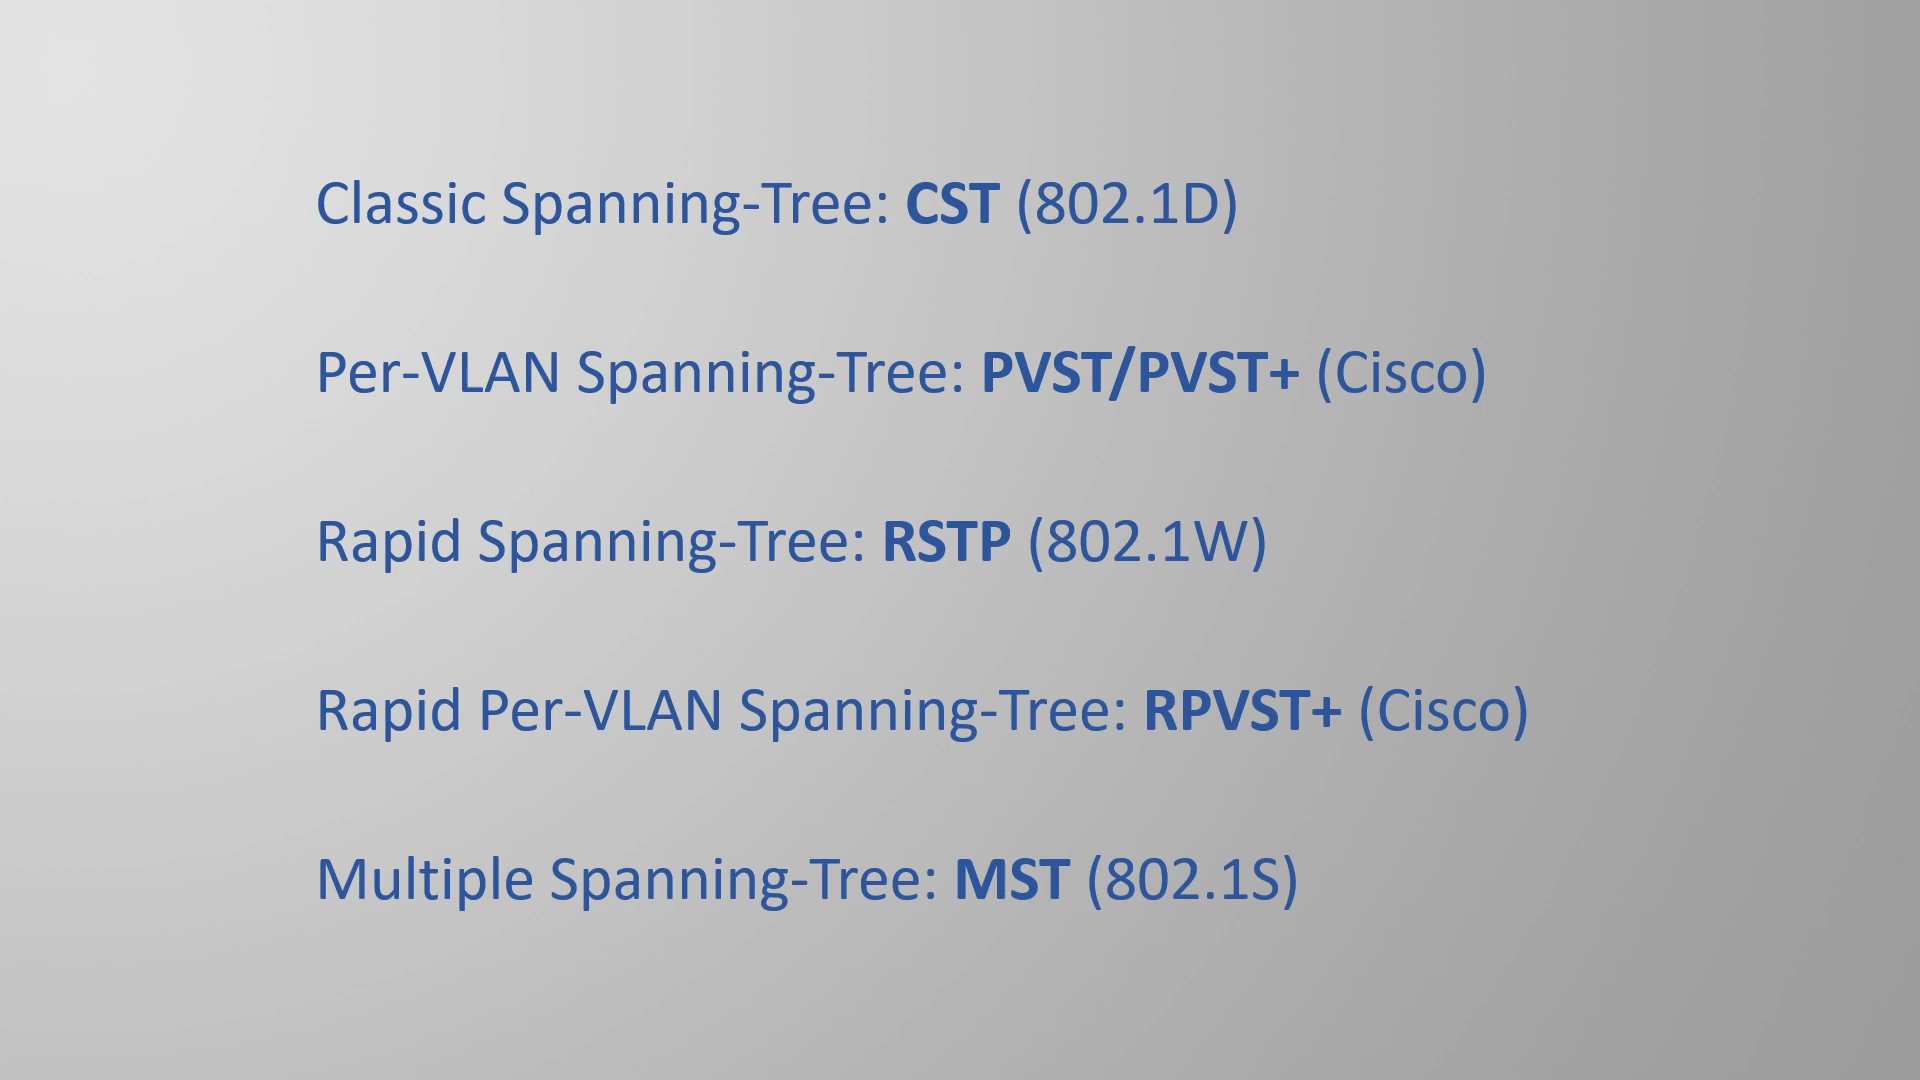 Classic Spanning-Tree: CST (802.1D)
Per-VLAN Spanning-Tree: PVST/PVST+ (Cisco)
Rapid Spanning-Tree: RSTP (802.1W)
Rapid Per-VLAN Spanning-Tree: RPVST+ (Cisco)
Multiple Spanning-Tree: MST (802.1S)